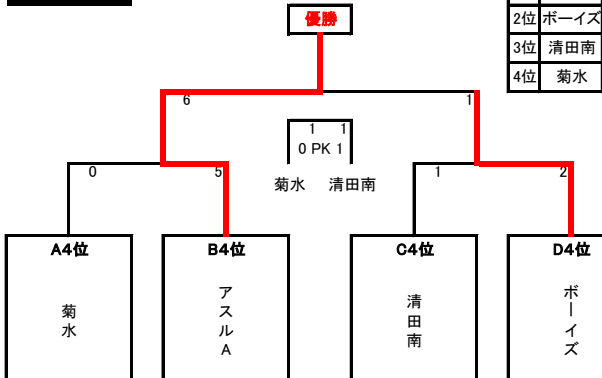 優勝
2位 ボーイズ
3位 清田南
4位 菊水
6 1
1 1
0 PK 1
菊水 清田南
0 5 1 2
A4位 B4位 C4位 D4位
菊水 アスルA 清田南 ボーイズ